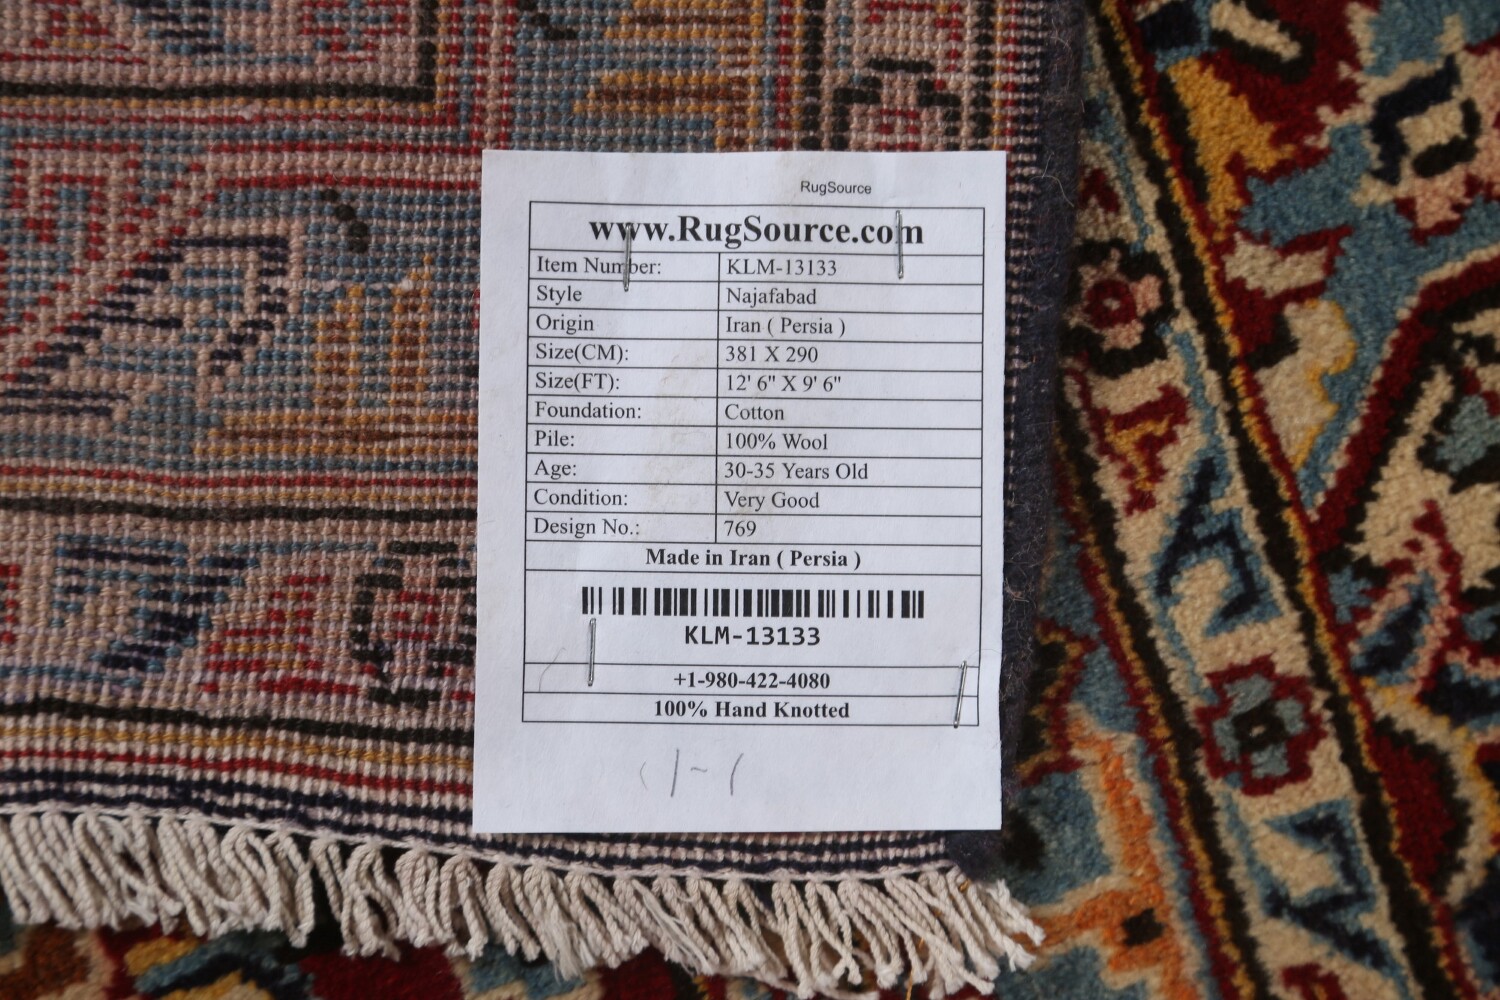 RugSource
www.RugSource.com
Item Number: KLM-13133
Style Najafabad
Origin Iran ( Persia )
Size(CM): 381 X 290
Size(FT): 12' 6" X 9' 6"
Foundation: Cotton
Pile: 100% Wool
Age: 30-35 Years Old
Condition: Very Good
Design No.: 769
Made in Iran ( Persia )
KLM-13133
+1-980-422-4080
100% Hand Knotted